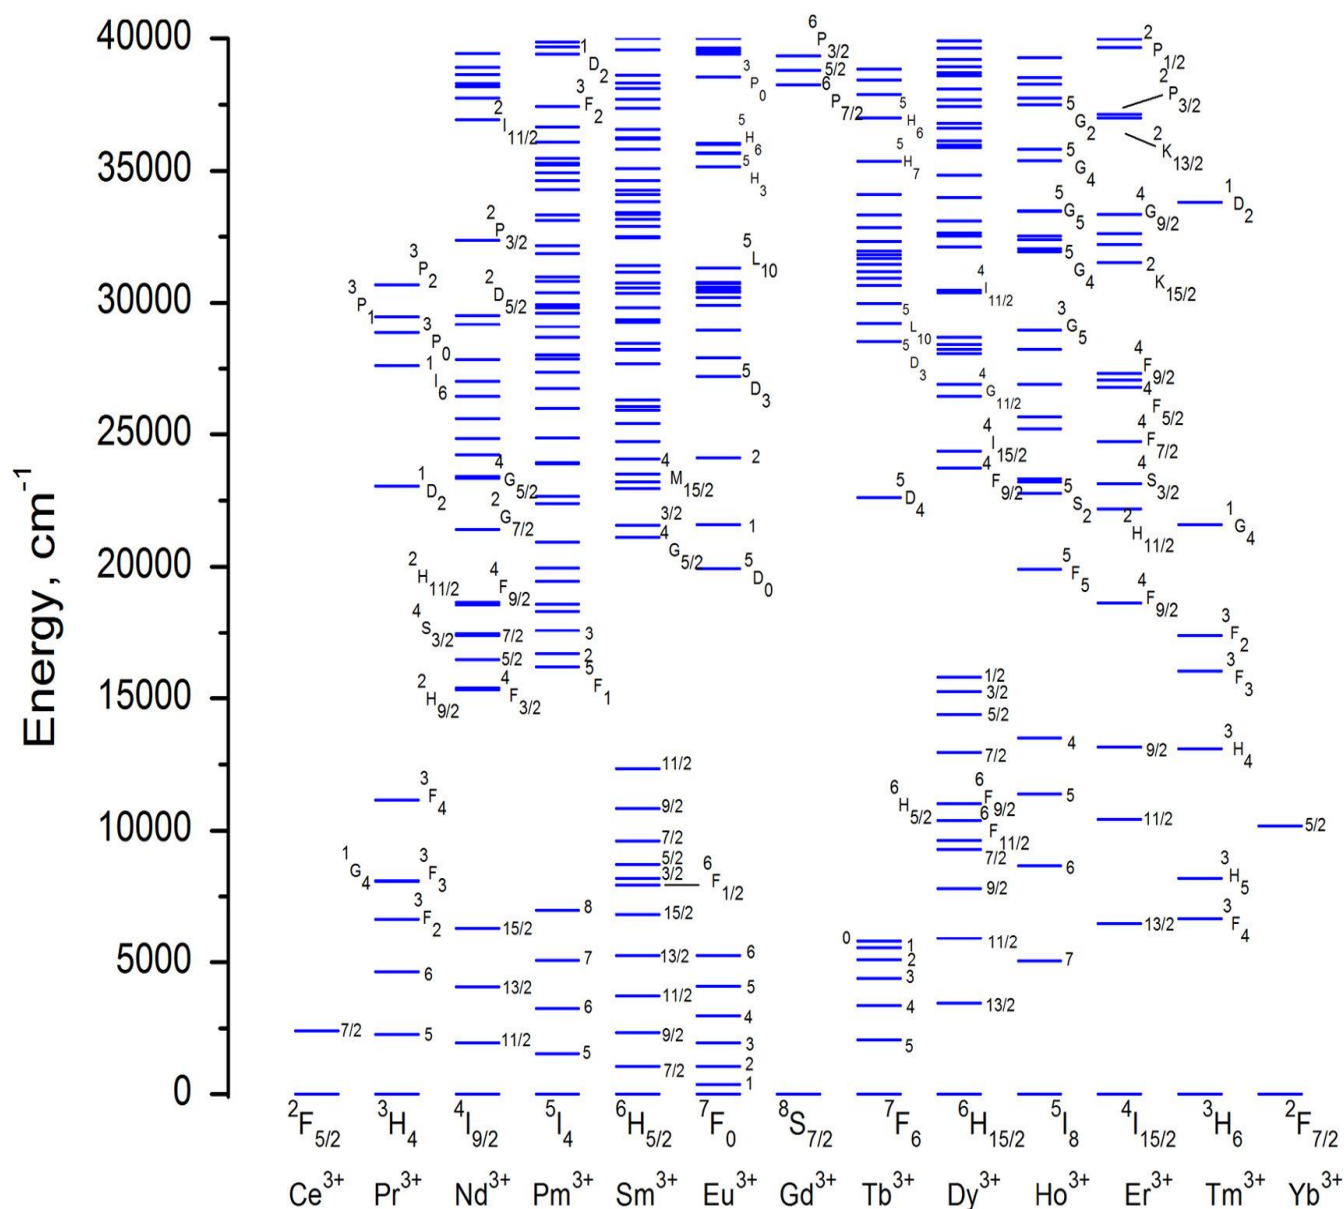 Energy, cm⁻¹
40000
35000
30000
25000
20000
15000
10000
5000
0
²F₅/₂
7/2
Ce³⁺
³P₂
³P₁
³P₀
¹I₆
¹D₂
³F₄
¹G₄
³F₃
³F₂
6
5
³H₄
Pr³⁺
²I₁₁/₂
²P₃/₂
²D₅/₂
⁴G₅/₂
²G₇/₂
²H₁₁/₂
⁴F₉/₂
⁴S₃/₂
7/2
5/2
²H₉/₂
⁴F₃/₂
15/2
13/2
11/2
⁴I₉/₂
Nd³⁺
¹D₂
³F₂
3
2
⁵F₁
8
7
6
5
⁵I₄
Pm³⁺
⁴M₁₅/₂
3/2
⁴G₅/₂
11/2
9/2
7/2
5/2
3/2
⁶F₁/₂
15/2
13/2
11/2
9/2
7/2
⁶H₅/₂
Sm³⁺
³P₀
⁵H₆
⁵H₃
⁵L₁₀
⁵D₃
2
1
⁵D₀
6
5
4
3
2
1
⁷F₀
Eu³⁺
⁶P₃/₂
5/2
⁶P₇/₂
⁸S₇/₂
Gd³⁺
⁵H₆
⁵H₇
⁵L₁₀
⁵D₃
⁵D₄
0
1
2
3
4
5
⁷F₆
Tb³⁺
⁴I₁₁/₂
⁴G₁₁/₂
⁴I₁₅/₂
⁴F₉/₂
1/2
3/2
5/2
7/2
⁶H₅/₂
⁶F₉/₂
⁶F₁₁/₂
7/2
9/2
11/2
13/2
⁶H₁₅/₂
Dy³⁺
⁵G₂
⁵G₄
⁵G₅
⁵G₄
³G₅
⁵S₂
⁵F₅
4
5
6
7
⁵I₈
Ho³⁺
²P₁/₂
²P₃/₂
²K₁₃/₂
⁴G₉/₂
²K₁₅/₂
⁴F₉/₂
⁴F₅/₂
⁴F₇/₂
⁴S₃/₂
²H₁₁/₂
⁴F₉/₂
9/2
11/2
13/2
⁴I₁₅/₂
Er³⁺
¹D₂
¹G₄
³F₂
³F₃
³H₄
³H₅
³F₄
³H₆
Tm³⁺
5/2
²F₇/₂
Yb³⁺